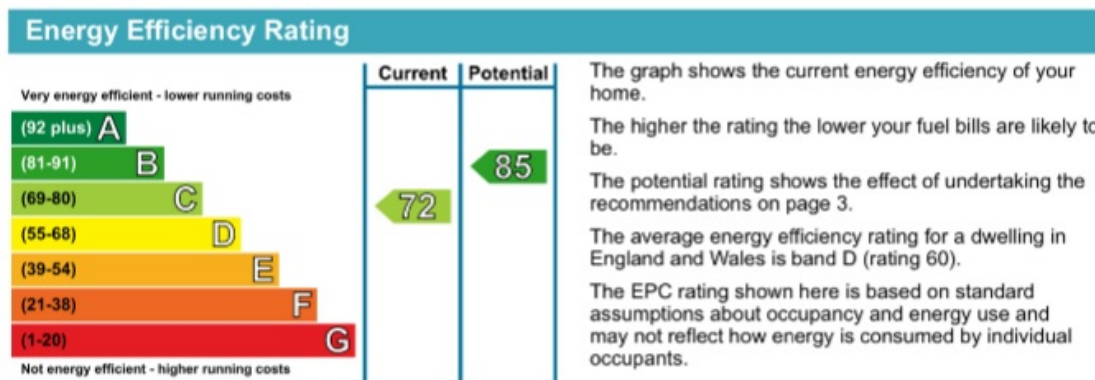 Energy Efficiency Rating
Current Potential
Very energy efficient - lower running costs
(92 plus) A
(81-91) B
85
(69-80) C
72
(55-68) D
(39-54) E
(21-38) F
(1-20) G
Not energy efficient - higher running costs
The graph shows the current energy efficiency of your
home.
The higher the rating the lower your fuel bills are likely to
be.
The potential rating shows the effect of undertaking the
recommendations on page 3.
The average energy efficiency rating for a dwelling in
England and Wales is band D (rating 60).
The EPC rating shown here is based on standard
assumptions about occupancy and energy use and
may not reflect how energy is consumed by individual
occupants.